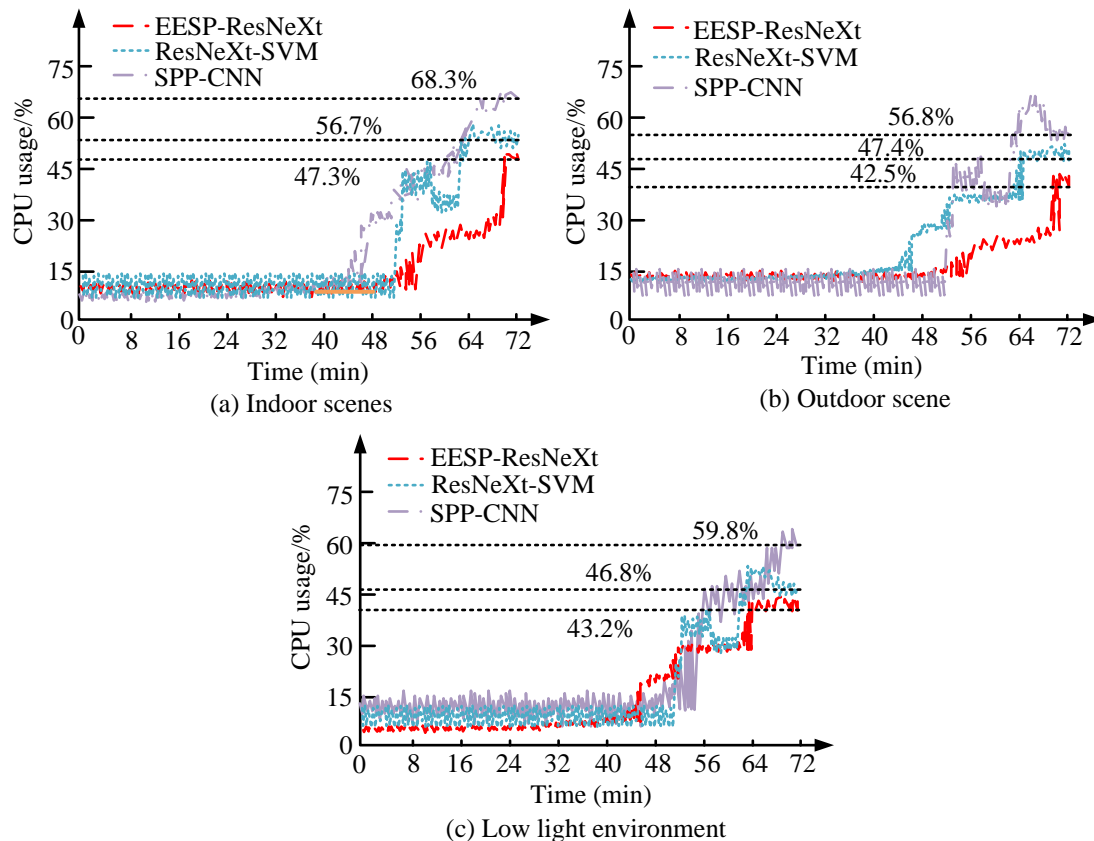 EESP-ResNeXt
ResNeXt-SVM
SPP-CNN
75
60
45
30
15
0
CPU usage/%
68.3%
56.7%
47.3%
0 8 16 24 32 40 48 56 64 72
Time (min)
(a) Indoor scenes
EESP-ResNeXt
ResNeXt-SVM
SPP-CNN
75
60
45
30
15
0
CPU usage/%
56.8%
47.4%
42.5%
0 8 16 24 32 40 48 56 64 72
Time (min)
(b) Outdoor scene
EESP-ResNeXt
ResNeXt-SVM
SPP-CNN
75
60
45
30
15
0
CPU usage/%
59.8%
46.8%
43.2%
0 8 16 24 32 40 48 56 64 72
Time (min)
(c) Low light environment